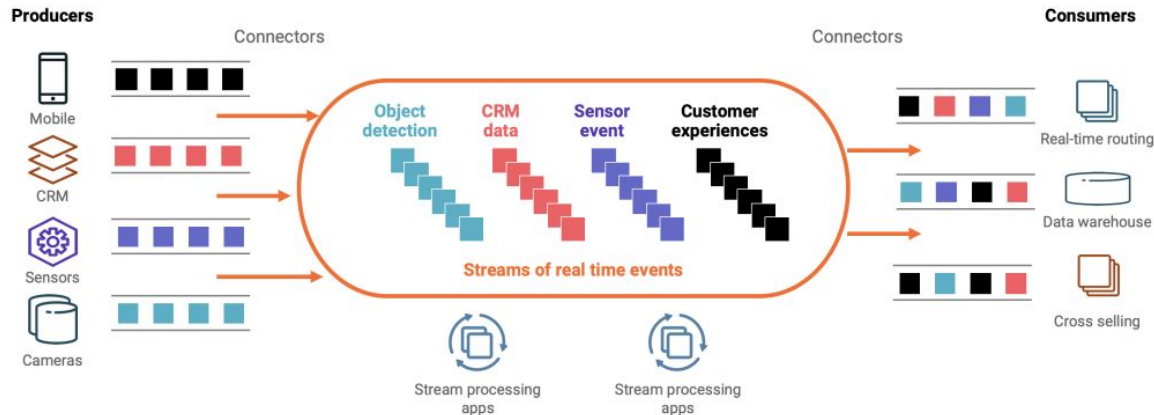 Producers
Consumers
Connectors
Connectors
Mobile
CRM
Sensors
Cameras
Object
detection
CRM
data
Sensor
event
Customer
experiences
Streams of real time events
Stream processing
apps
Stream processing
apps
Real-time routing
Data warehouse
Cross selling